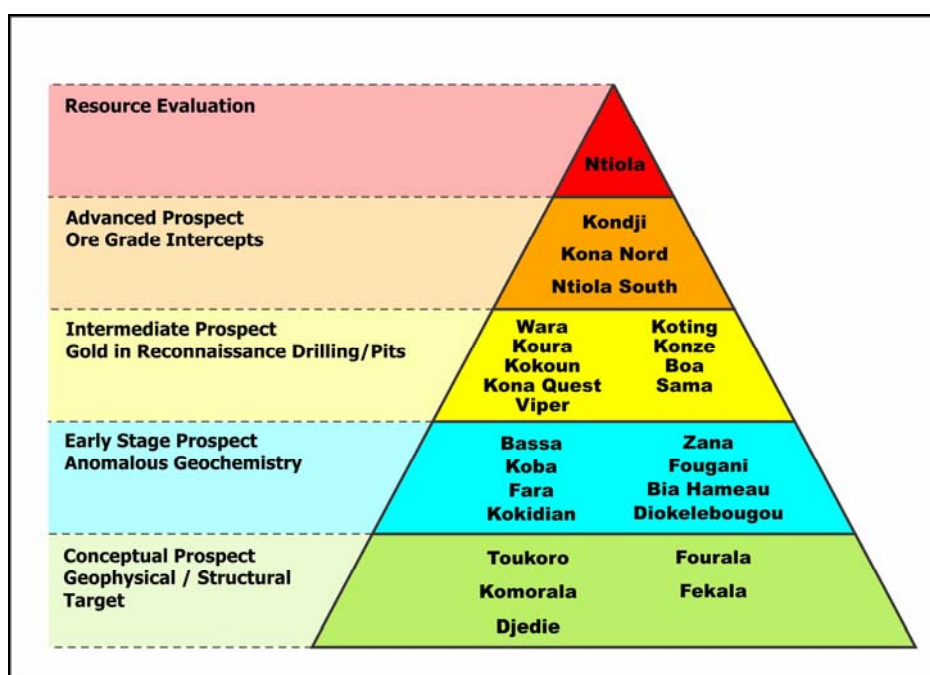 Resource Evaluation
Ntiola
Advanced Prospect
Ore Grade Intercepts
Kondji
Kona Nord
Ntiola South
Intermediate Prospect
Gold in Reconnaissance Drilling/Pits
Wara Koting
Koura Konze
Kokoun Boa
Kona Quest Sama
Viper
Early Stage Prospect
Anomalous Geochemistry
Bassa Zana
Koba Fougani
Fara Bia Hameau
Kokidian Diokelebougou
Conceptual Prospect
Geophysical / Structural
Target
Toukoro Fourala
Komorala Fekala
Djedie